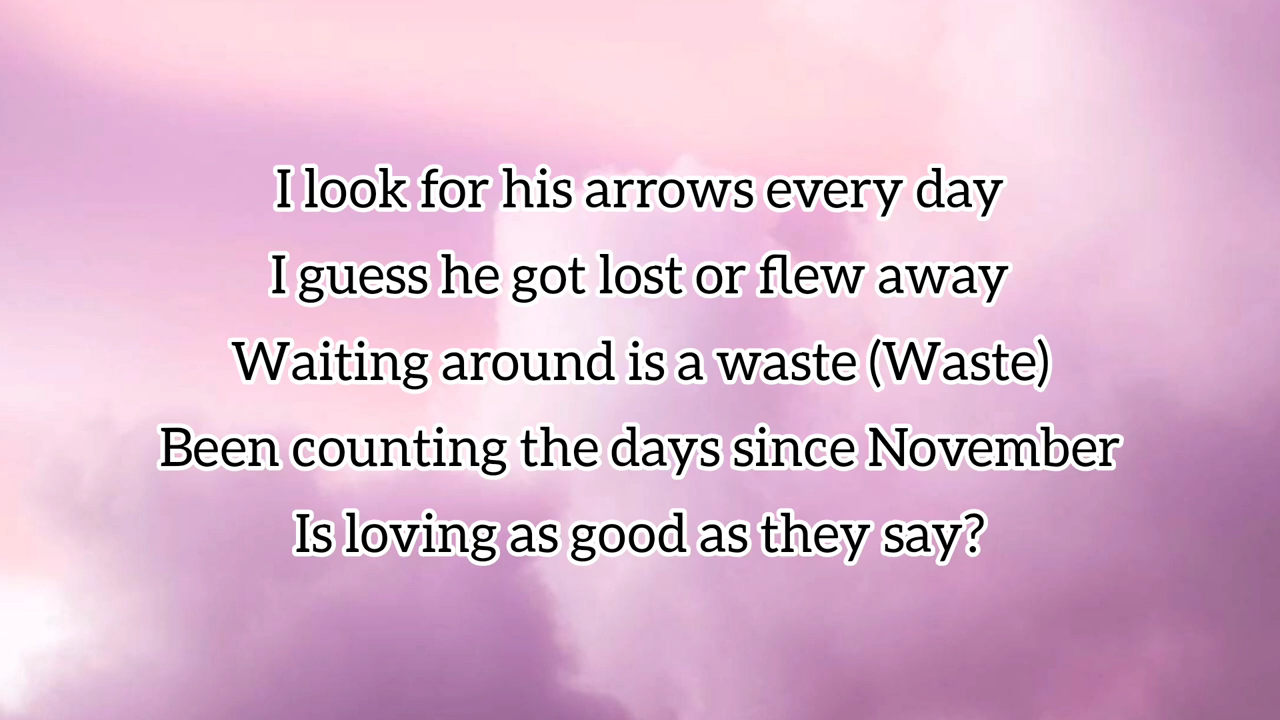 I look for his arrows every day
I guess he got lost or flew away
Waiting around is a waste (Waste)
Been counting the days since November
Is loving as good as they say?